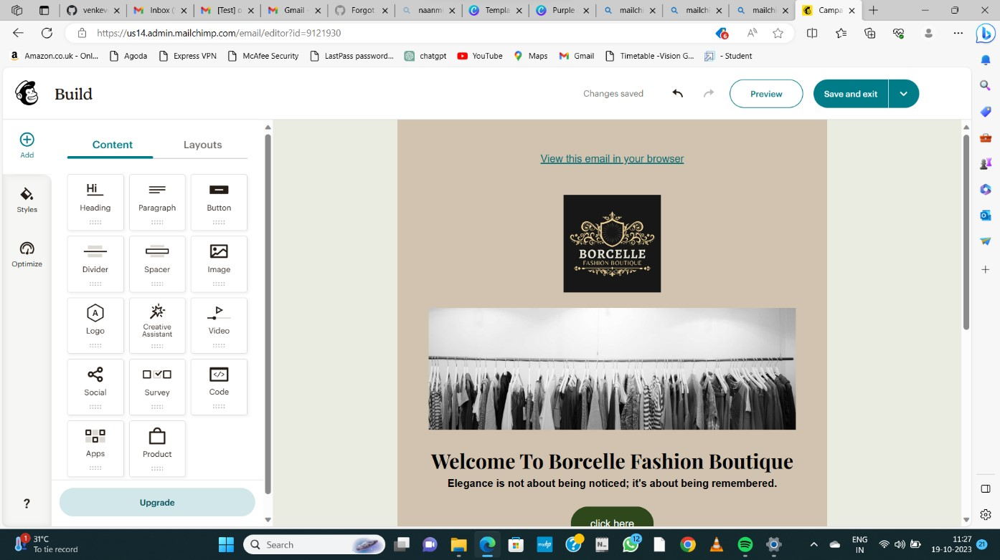 venkev
Inbox (
[Test] o
Gmail -
Forgot
naanm
Templa
Purple
mailchi
mailchi
mailchi
Campa
https://us14.admin.mailchimp.com/email/editor?id=9121930
6
Amazon.co.uk - Onl...
Agoda
Express VPN
McAfee Security
LastPass password...
chatgpt
YouTube
Maps
Gmail
Timetable -Vision G...
- Student
Build
Changes saved
Preview
Save and exit
Add
Content
Layouts
Styles
Optimize
Hi
Heading
Paragraph
Button
Divider
Spacer
Image
A
Logo
Creative
Assistant
Video
Social
Survey
Code
Apps
Product
?
Upgrade
View this email in your browser
BORCELLE
FASHION BOUTIQUE
Welcome To Borcelle Fashion Boutique
Elegance is not about being noticed; it's about being remembered.
click here
1
31°C
To tie record
Search
myhp
12
ENG
IN
11:27
19-10-2023
21